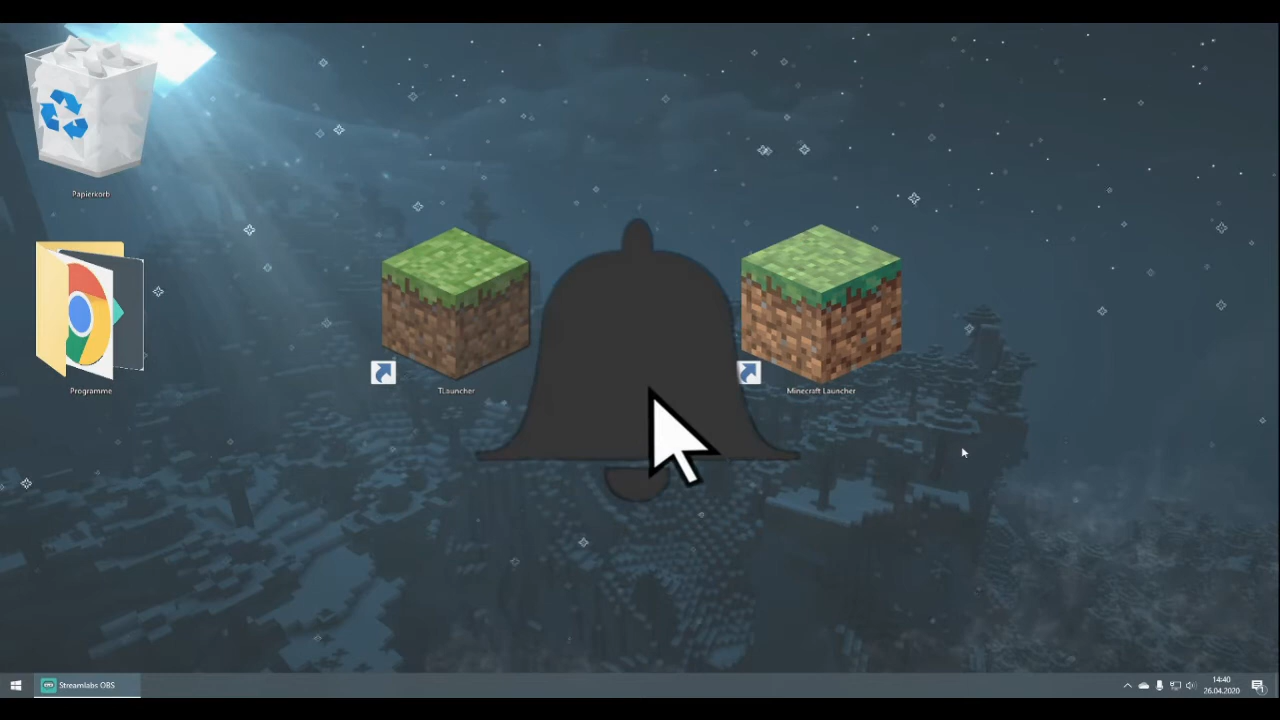 Papierkorb
Programme
TLauncher
Minecraft Launcher
Streamlabs OBS
14:40
26.04.2020